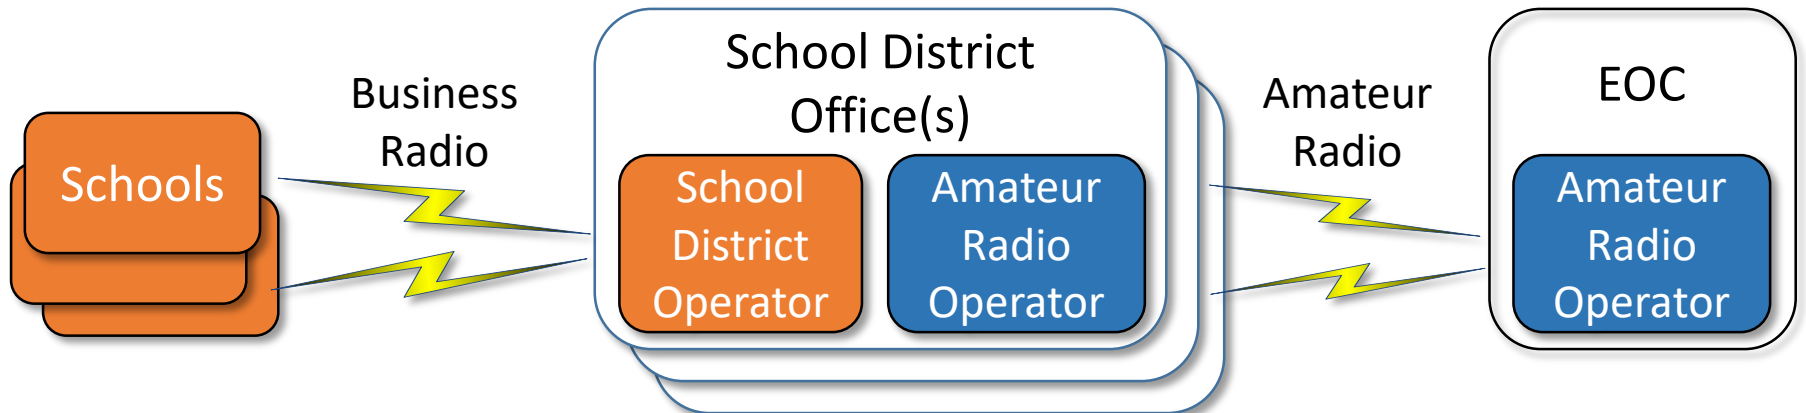 Schools
Business
Radio
School District
Office(s)
School
District
Operator
Amateur
Radio
Operator
Amateur
Radio
EOC
Amateur
Radio
Operator